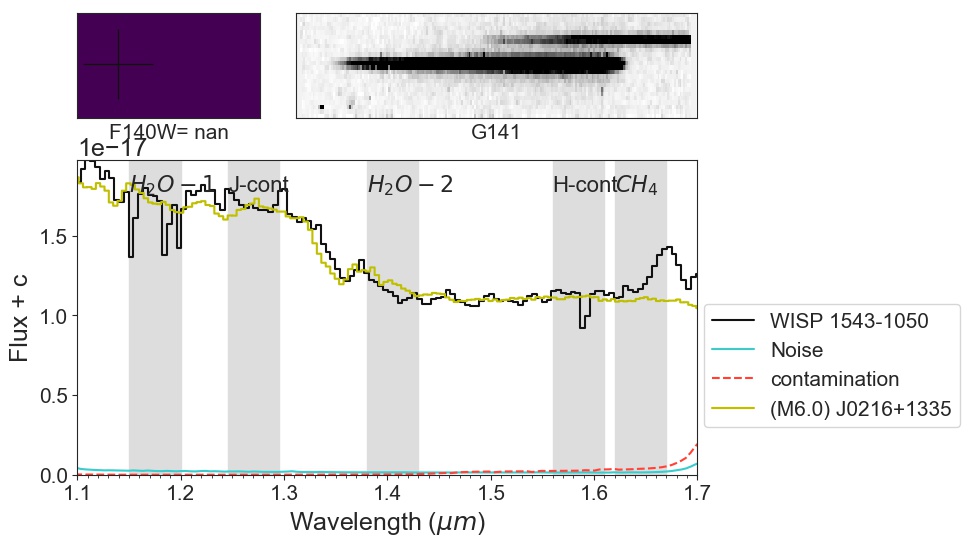 F140W= nan
G141
1e−17
H₂O − 1
J-cont
H₂O − 2
H-cont
CH₄
1.5
1.0
0.5
0.0
Flux + c
1.1 1.2 1.3 1.4 1.5 1.6 1.7
Wavelength (μm)
WISP 1543-1050
Noise
contamination
(M6.0) J0216+1335